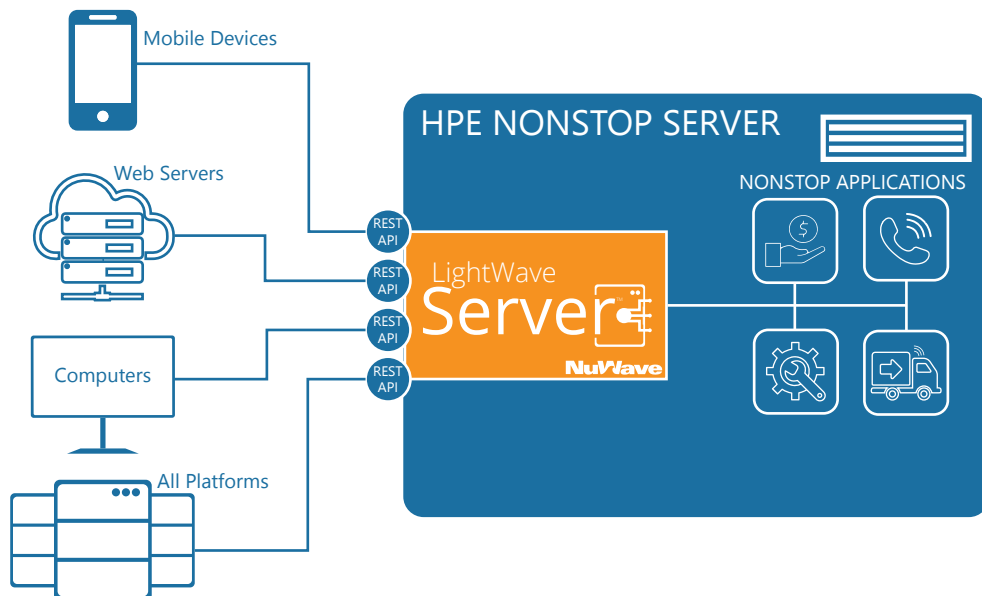 Mobile Devices
HPE NONSTOP SERVER
Web Servers
NONSTOP APPLICATIONS
$
REST
API
REST
API
REST
API
REST
API
LightWave
Server™
NuWave
Computers
All Platforms